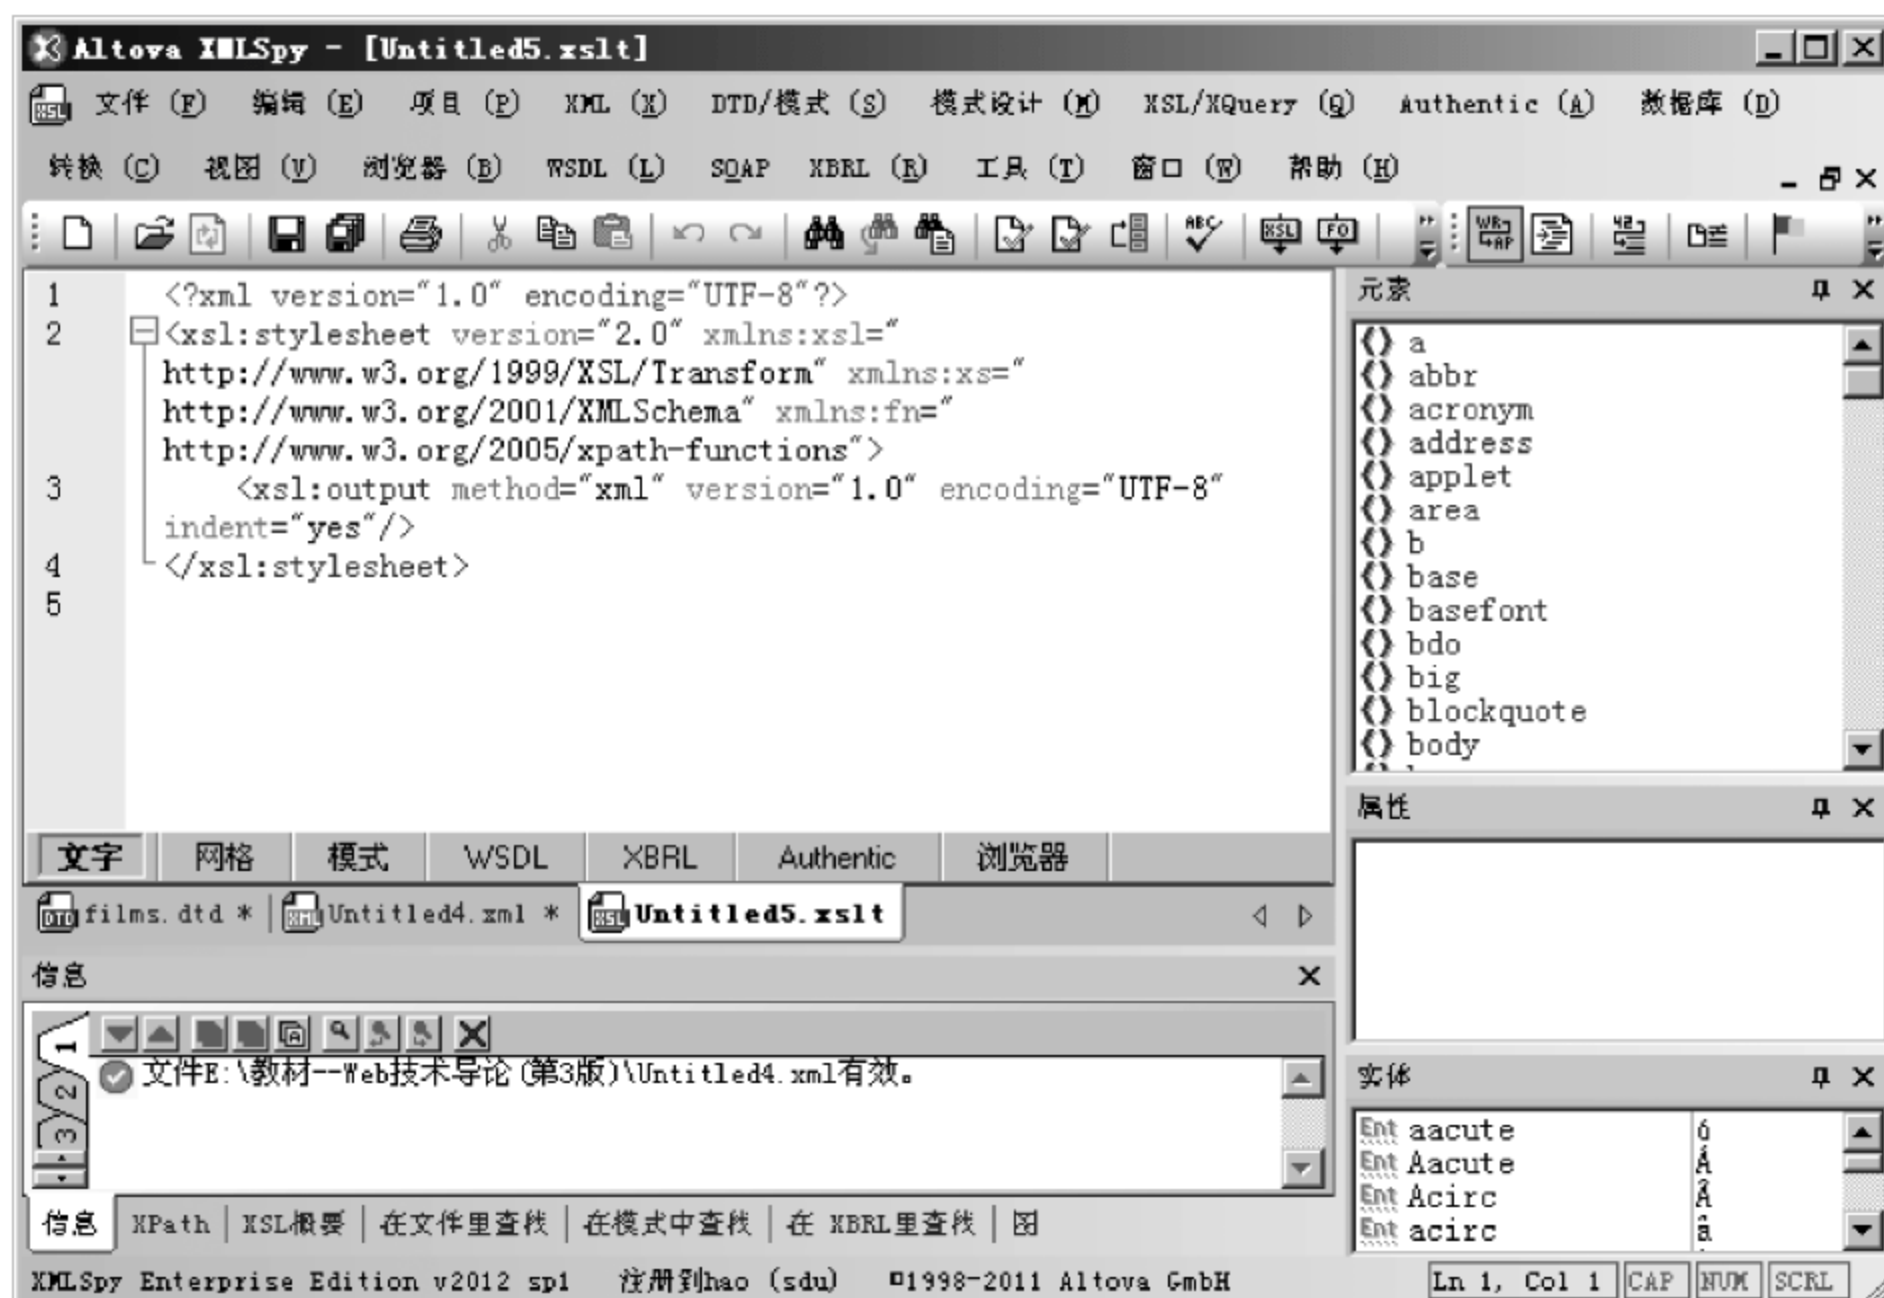 Altova XMLSpy - [Untitled5.xslt]
文件 (F) 编辑 (E) 项目 (P) XML (X) DTD/模式 (S) 模式设计 (M) XSL/XQuery (Q) Authentic (A) 数据库 (D)
转换 (C) 视图 (V) 浏览器 (B) WSDL (L) SOAP XBRL (R) 工具 (T) 窗口 (W) 帮助 (H)
ABC XSL FO
1 <?xml version="1.0" encoding="UTF-8"?>
2 <xsl:stylesheet version="2.0" xmlns:xsl="
http://www.w3.org/1999/XSL/Transform" xmlns:xs="
http://www.w3.org/2001/XMLSchema" xmlns:fn="
http://www.w3.org/2005/xpath-functions">
3 <xsl:output method="xml" version="1.0" encoding="UTF-8"
indent="yes"/>
4 </xsl:stylesheet>
5
文字 网格 模式 WSDL XBRL Authentic 浏览器
films.dtd * Untitled4.xml * Untitled5.xslt
信息
1
2
3
文件E:\教材--Web技术导论(第3版)\Untitled4.xml有效。
信息 XPath XSL概要 在文件里查找 在模式中查找 在 XBRL里查找 图
元素
a
abbr
acronym
address
applet
area
b
base
basefont
bdo
big
blockquote
body
属性
实体
Ent aacute
Ent Aacute Á
Ent Acirc Â
Ent acirc â
XMLSpy Enterprise Edition v2012 sp1 注册到hao (sdu) ©1998-2011 Altova GmbH Ln 1, Col 1 CAP NUM SCRL